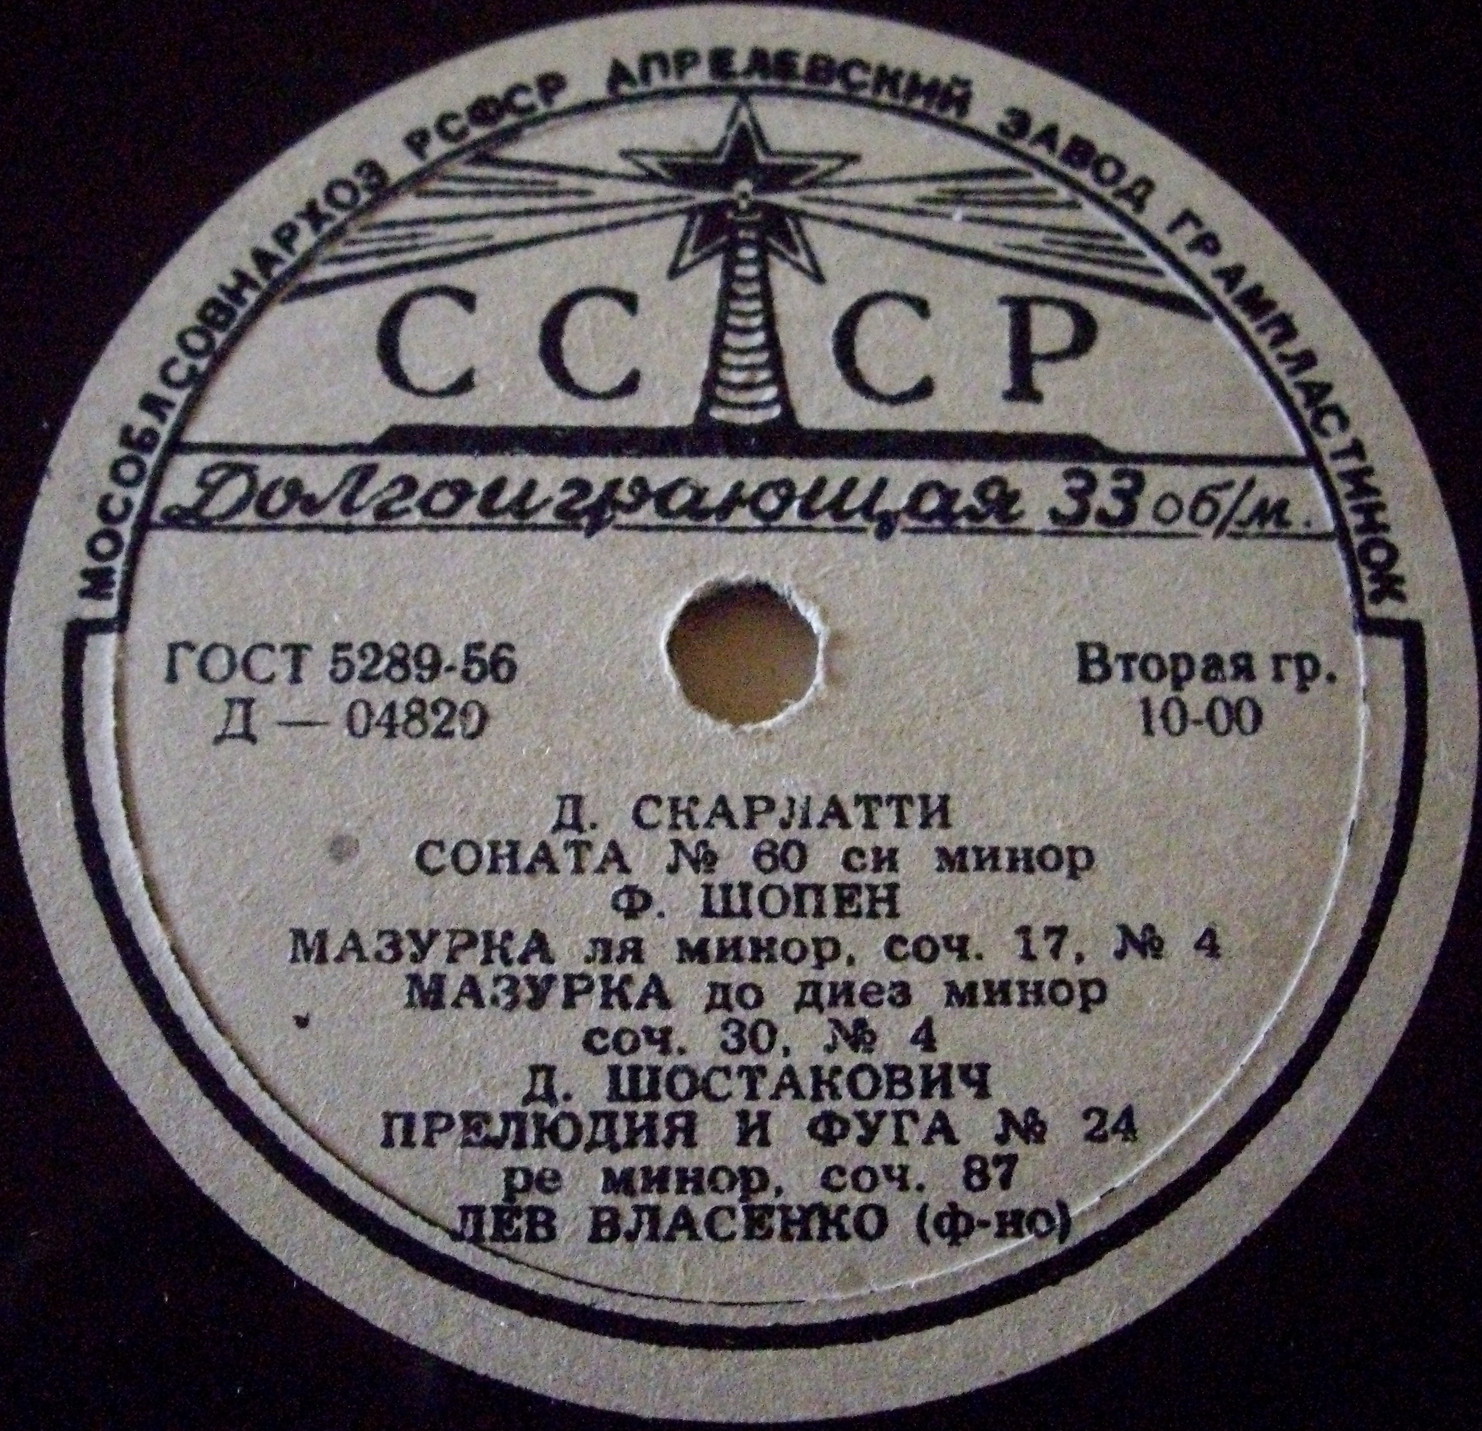 МОСОБЛСОВНАРХОЗ РСФСР АПРЕЛЕВСКИЙ ЗАВОД ГРАМПЛАСТИНОК
СССР
Долгоиграющая 33 об/м.
ГОСТ 5289-56
Д — 04820
Вторая гр.
10-00
Д. СКАРЛАТТИ
СОНАТА № 60 си минор
Ф. ШОПЕН
МАЗУРКА ля минор, соч. 17, № 4
МАЗУРКА до диез минор
соч. 30, № 4
Д. ШОСТАКОВИЧ
ПРЕЛЮДИЯ И ФУГА № 24
ре минор, соч. 87
ЛЕВ ВЛАСЕНКО (ф-но)